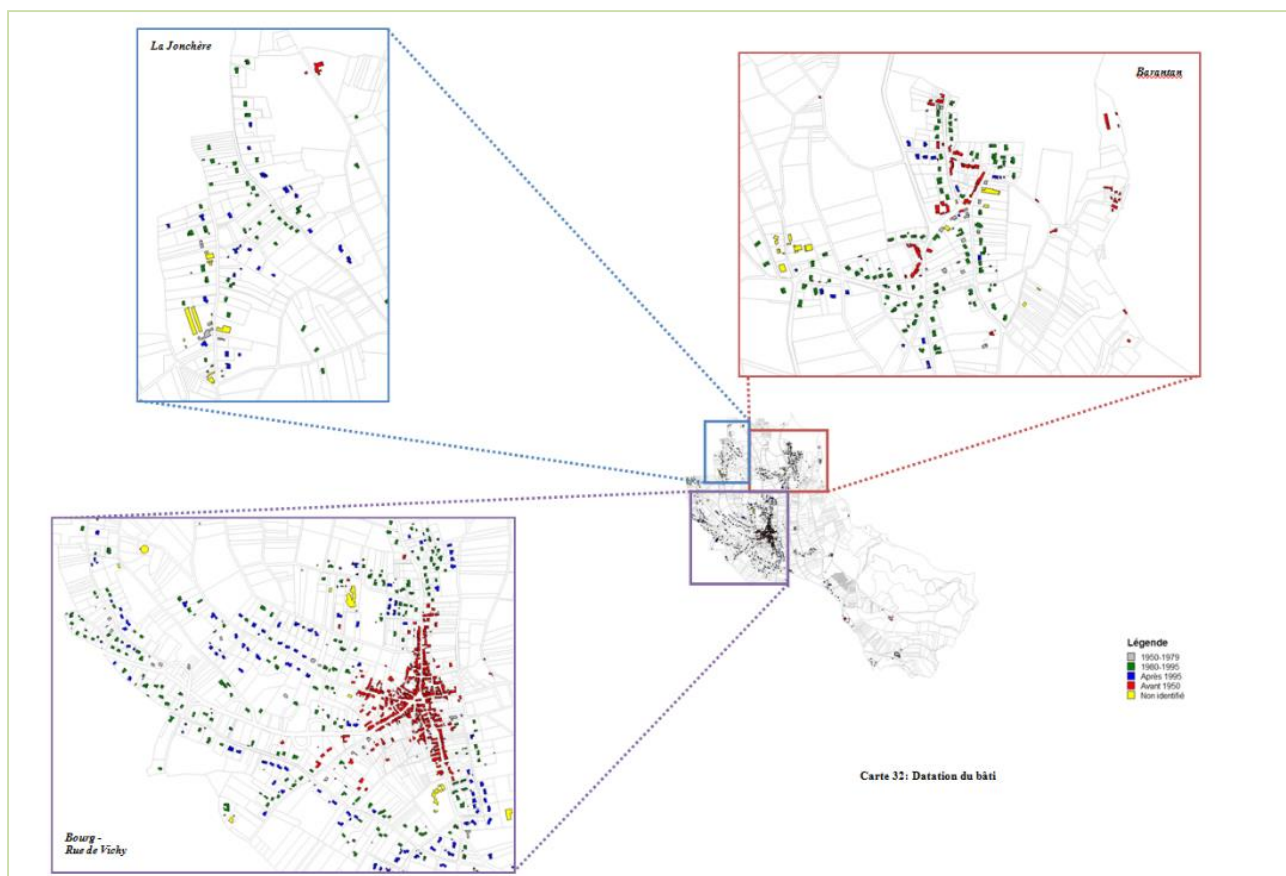 La Jonchère
Barantan
Bourg -
Rue de Vichy
Légende
1950-1979
1980-1995
Après 1995
Avant 1950
Non identifié
Carte 32: Datation du bâti